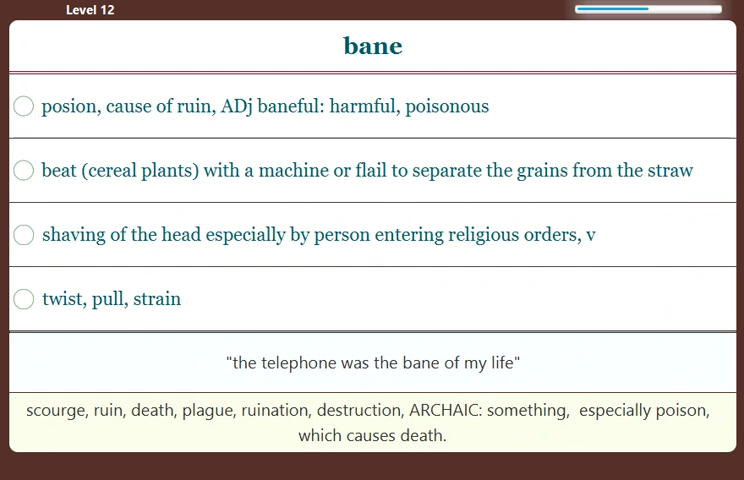 Level 12
bane
posion, cause of ruin, ADj baneful: harmful, poisonous
beat (cereal plants) with a machine or flail to separate the grains from the straw
shaving of the head especially by person entering religious orders, v
twist, pull, strain
"the telephone was the bane of my life"
scourge, ruin, death, plague, ruination, destruction, ARCHAIC: something,  especially poison,
which causes death.